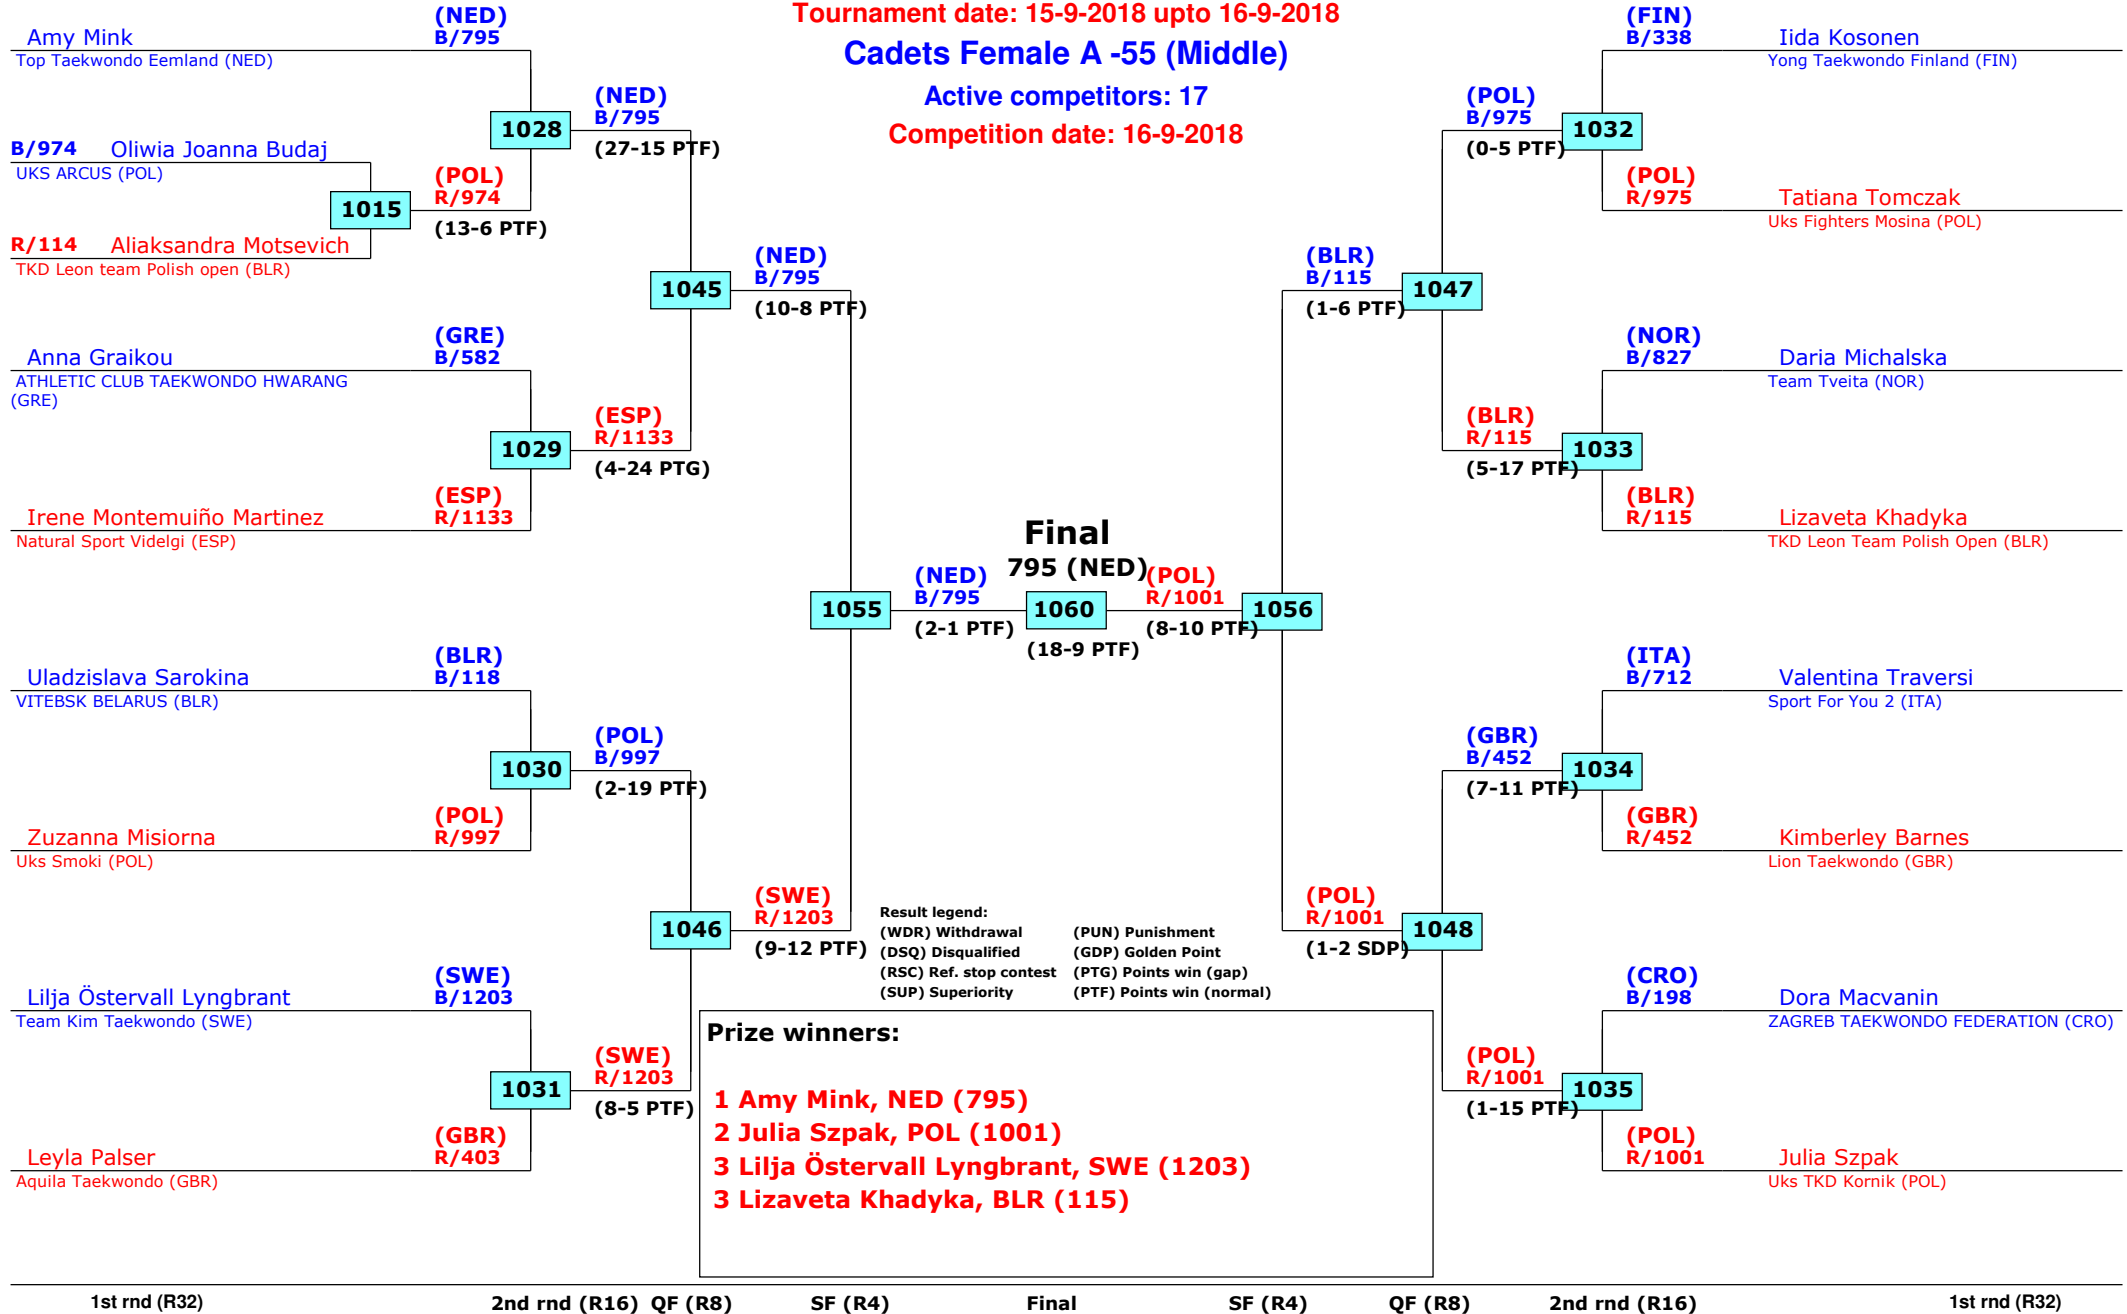 Tournament date: 15-9-2018 upto 16-9-2018
Cadets Female A -55 (Middle)
Active competitors: 17
Competition date: 16-9-2018
(NED)
Amy Mink B/795
Top Taekwondo Eemland (NED)
(NED)
B/795
1028
(27-15 PTF)
B/974 Oliwia Joanna Budaj
UKS ARCUS (POL)
(POL)
R/974
1015
(13-6 PTF)
R/114 Aliaksandra Motsevich
TKD Leon team Polish open (BLR)
(NED)
B/795
1045
(10-8 PTF)
(GRE)
Anna Graikou B/582
ATHLETIC CLUB TAEKWONDO HWARANG
(GRE)
(ESP)
R/1133
1029
(4-24 PTG)
(ESP)
Irene Montemuiño Martinez R/1133
Natural Sport Videlgi (ESP)
(NED)
B/795
1055
(2-1 PTF)
(BLR)
Uladzislava Sarokina B/118
VITEBSK BELARUS (BLR)
(POL)
B/997
1030
(2-19 PTF)
(POL)
Zuzanna Misiorna R/997
Uks Smoki (POL)
(SWE)
R/1203
1046
(9-12 PTF)
(SWE)
Lilja Östervall Lyngbrant B/1203
Team Kim Taekwondo (SWE)
(SWE)
R/1203
1031
(8-5 PTF)
(GBR)
Leyla Palser R/403
Aquila Taekwondo (GBR)
Final
795 (NED)
1060
(18-9 PTF)
(FIN)
B/338 Iida Kosonen
Yong Taekwondo Finland (FIN)
(POL)
B/975
1032
(0-5 PTF)
(POL)
R/975 Tatiana Tomczak
Uks Fighters Mosina (POL)
(BLR)
B/115
1047
(1-6 PTF)
(NOR)
B/827 Daria Michalska
Team Tveita (NOR)
(BLR)
R/115
1033
(5-17 PTF)
(BLR)
R/115 Lizaveta Khadyka
TKD Leon Team Polish Open (BLR)
(POL)
R/1001
1056
(8-10 PTF)
(ITA)
B/712 Valentina Traversi
Sport For You 2 (ITA)
(GBR)
B/452
1034
(7-11 PTF)
(GBR)
R/452 Kimberley Barnes
Lion Taekwondo (GBR)
(POL)
R/1001
1048
(1-2 SDP)
(CRO)
B/198 Dora Macvanin
ZAGREB TAEKWONDO FEDERATION (CRO)
(POL)
R/1001
1035
(1-15 PTF)
(POL)
R/1001 Julia Szpak
Uks TKD Kornik (POL)
Result legend:
(WDR) Withdrawal (PUN) Punishment
(DSQ) Disqualified (GDP) Golden Point
(RSC) Ref. stop contest (PTG) Points win (gap)
(SUP) Superiority (PTF) Points win (normal)
Prize winners:
1 Amy Mink, NED (795)
2 Julia Szpak, POL (1001)
3 Lilja Östervall Lyngbrant, SWE (1203)
3 Lizaveta Khadyka, BLR (115)
1st rnd (R32) 2nd rnd (R16) QF (R8) SF (R4) Final SF (R4) QF (R8) 2nd rnd (R16) 1st rnd (R32)